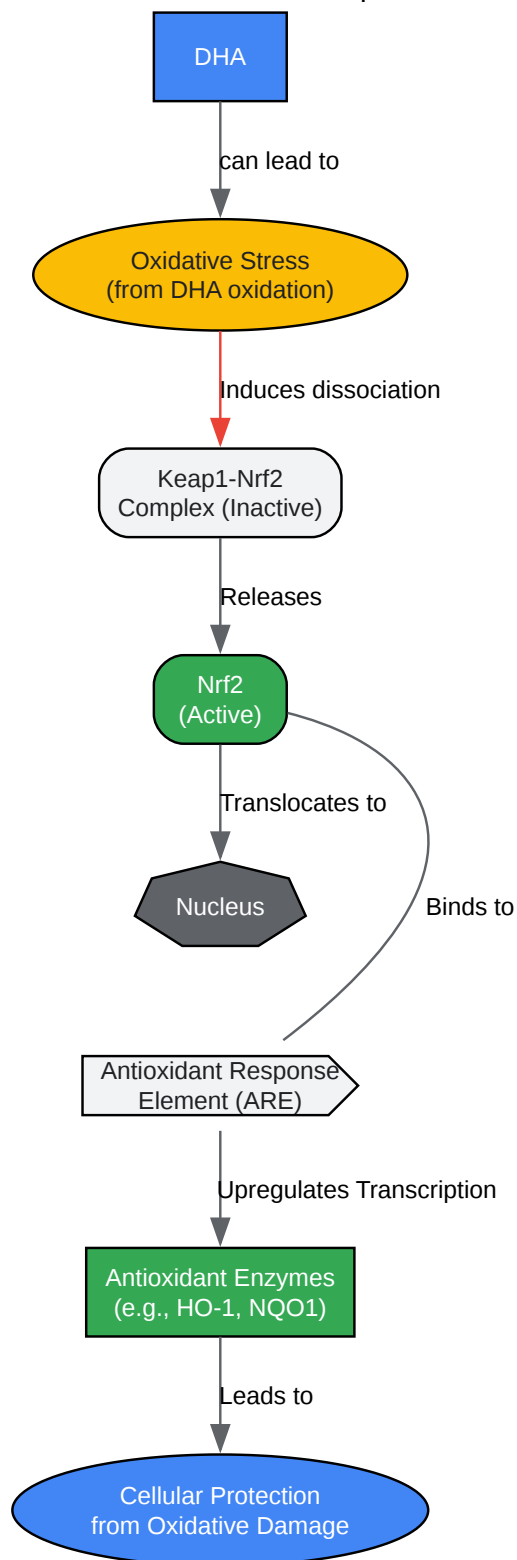 DHA
can lead to
Oxidative Stress
(from DHA oxidation)
Induces dissociation
Keap1-Nrf2
Complex (Inactive)
Releases
Nrf2
(Active)
Translocates to
Nucleus
Binds to
Antioxidant Response
Element (ARE)
Upregulates Transcription
Antioxidant Enzymes
(e.g., HO-1, NQO1)
Leads to
Cellular Protection
from Oxidative Damage